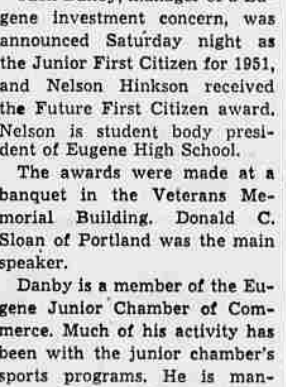 gene investment concern, was
announced Saturday night as
the Junior First Citizen for 1951,
and Nelson Hinkson received
the Future First Citizen award.
Nelson is student body presi-
dent of Eugene High School.
The awards were made at a
banquet in the Veterans Me-
morial Building. Donald C.
Sloan of Portland was the main
speaker.
Danby is a member of the Eu-
gene Junior Chamber of Com-
merce. Much of his activity has
been with the junior chamber's
sports programs. He is man-